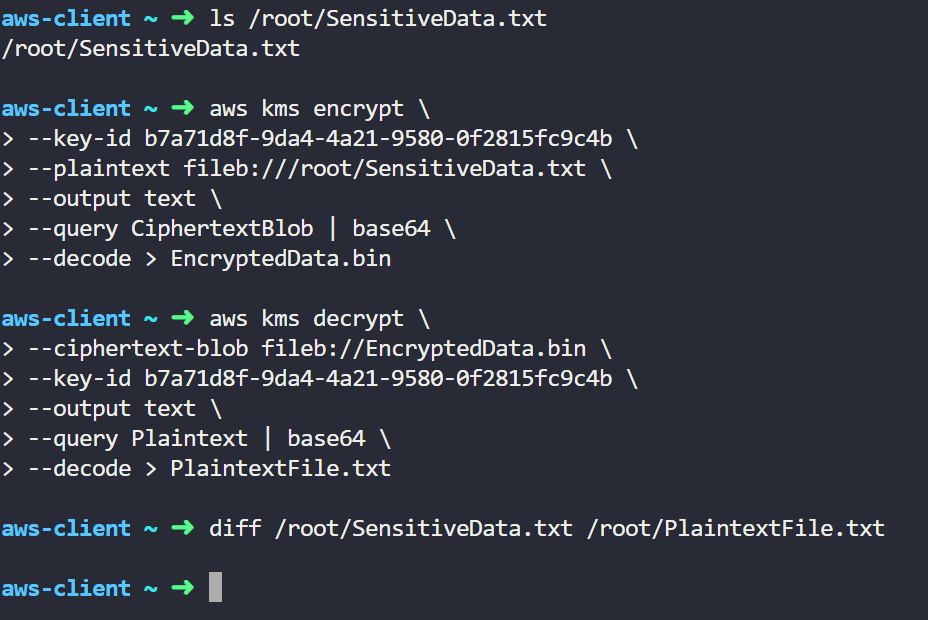 aws-client ~ ➜ ls /root/SensitiveData.txt
/root/SensitiveData.txt
aws-client ~ ➜ aws kms encrypt \
> --key-id b7a71d8f-9da4-4a21-9580-0f2815fc9c4b \
> --plaintext fileb:///root/SensitiveData.txt \
> --output text \
> --query CiphertextBlob | base64 \
> --decode > EncryptedData.bin
aws-client ~ ➜ aws kms decrypt \
> --ciphertext-blob fileb://EncryptedData.bin \
> --key-id b7a71d8f-9da4-4a21-9580-0f2815fc9c4b \
> --output text \
> --query Plaintext | base64 \
> --decode > PlaintextFile.txt
aws-client ~ ➜ diff /root/SensitiveData.txt /root/PlaintextFile.txt
aws-client ~ ➜